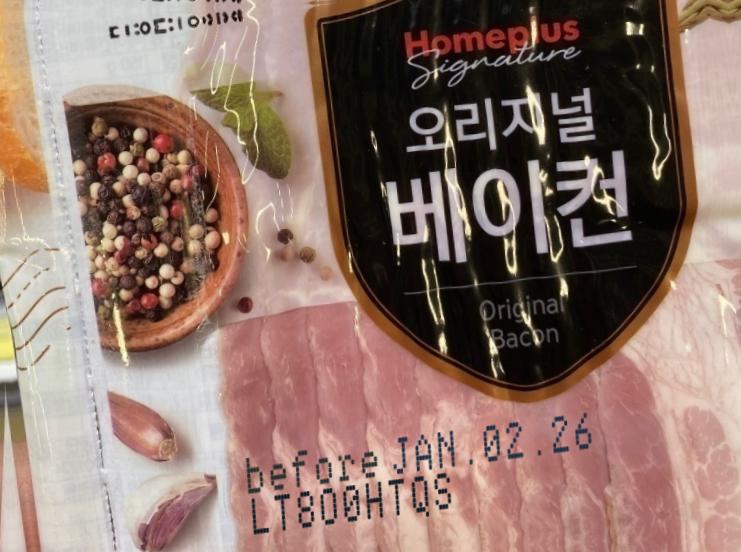 Homeplus
Signature
오리지널
베이컨
Original
Bacon
before JAN.02.26
LT800HTQS